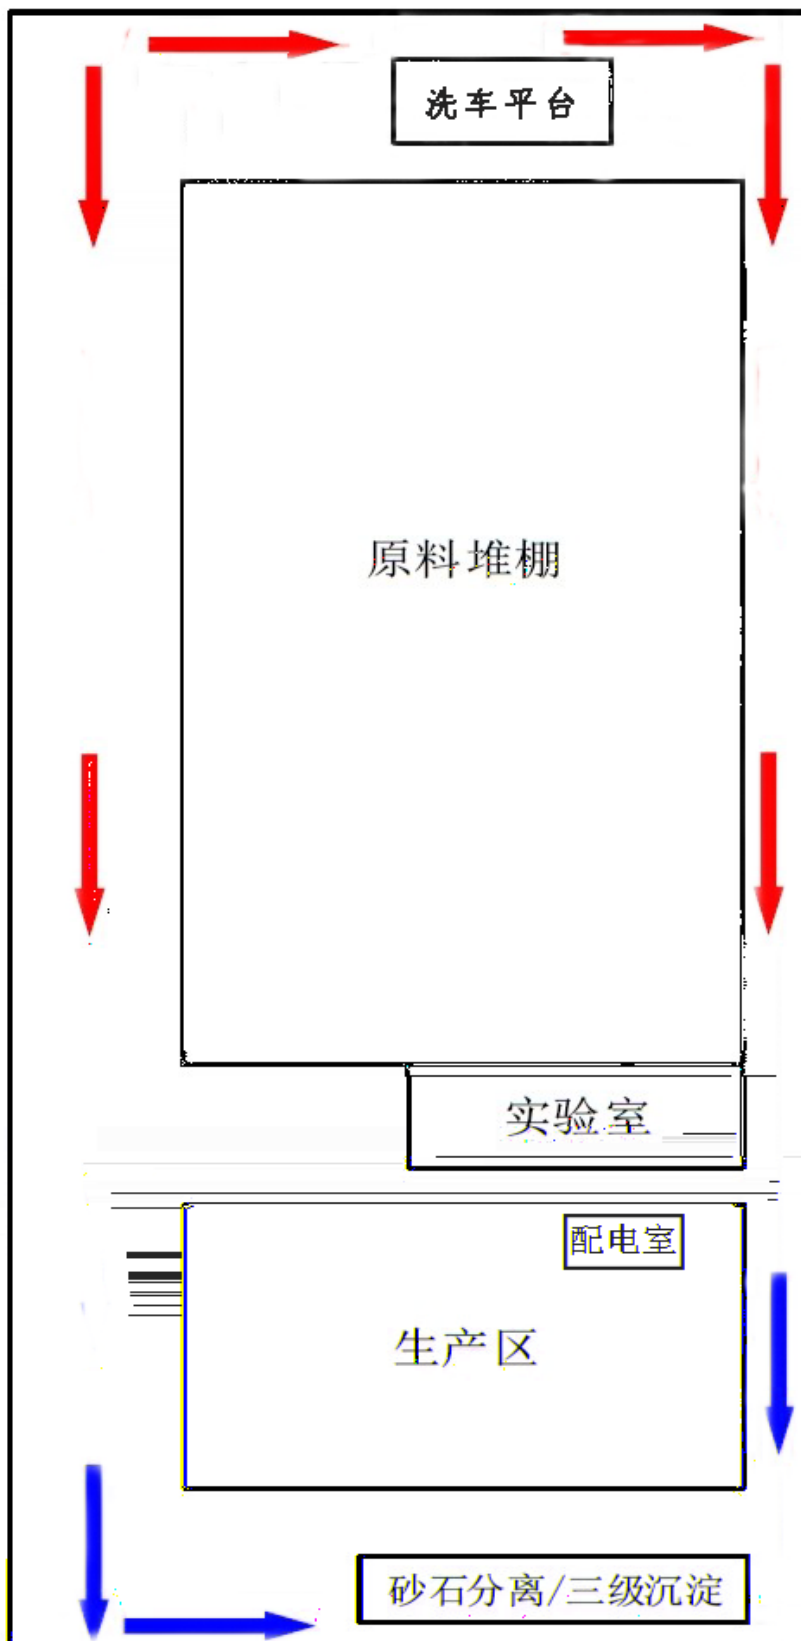 洗车平台
原料堆棚
实验室
配电室
生产区
砂石分离/三级沉淀